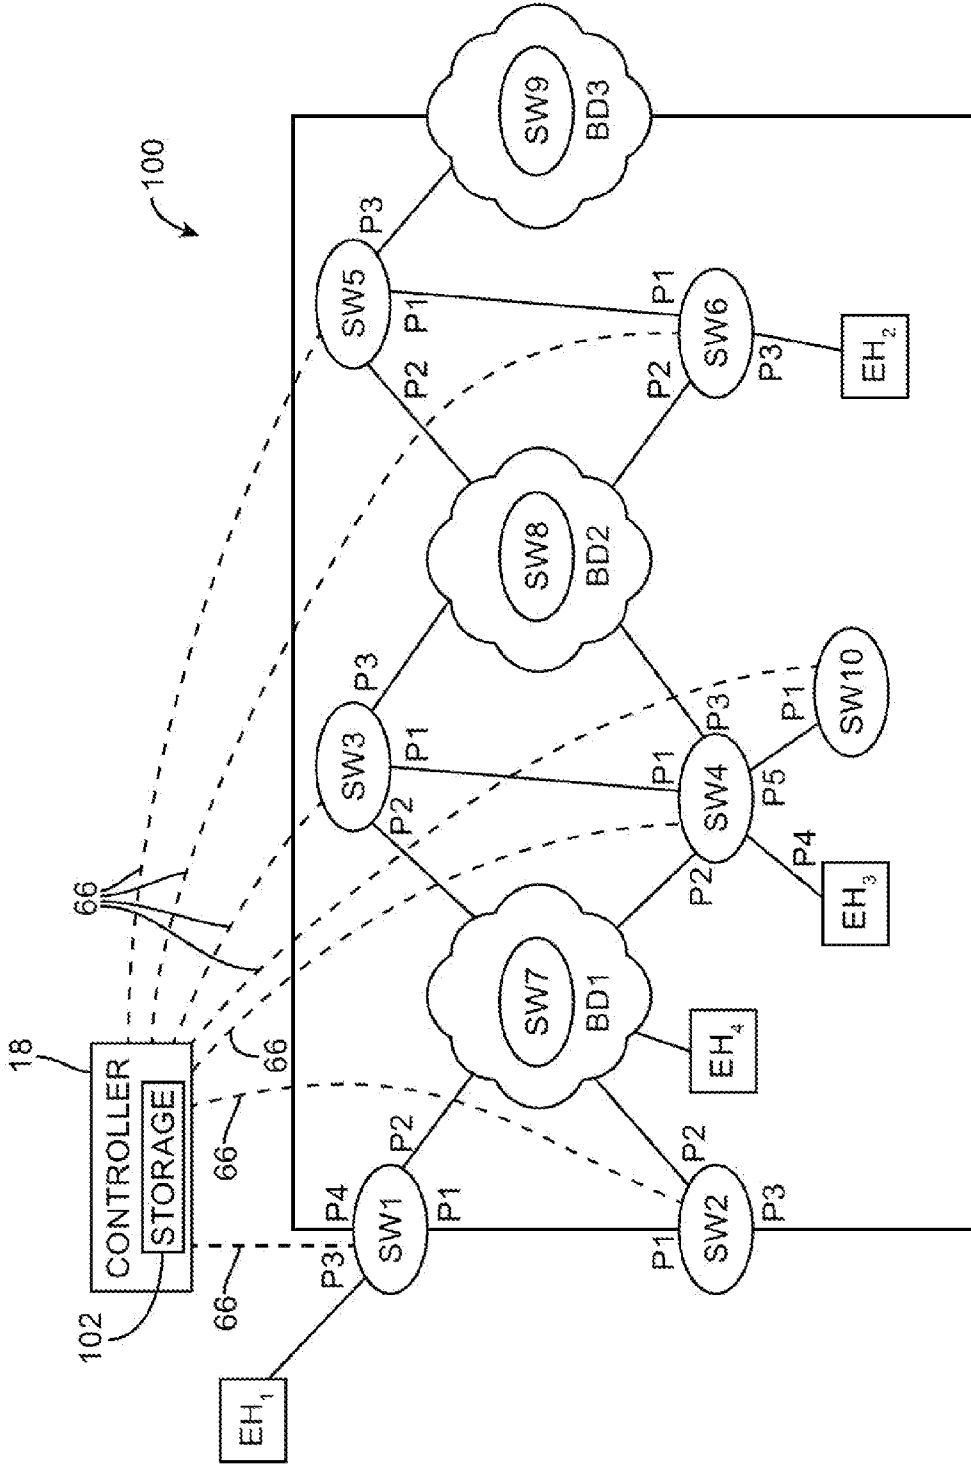 100
18
CONTROLLER
STORAGE
102
66
66
66
66
EH1
P3
P4
SW1
P2
P1
P1
SW2
P2
P3
SW7
BD1
EH4
P2
SW3
P3
P1
P1
P2
SW4
P3
P4
P5
EH3
P1
SW10
SW8
BD2
P2
SW5
P3
P1
P2
P1
SW6
P3
EH2
SW9
BD3